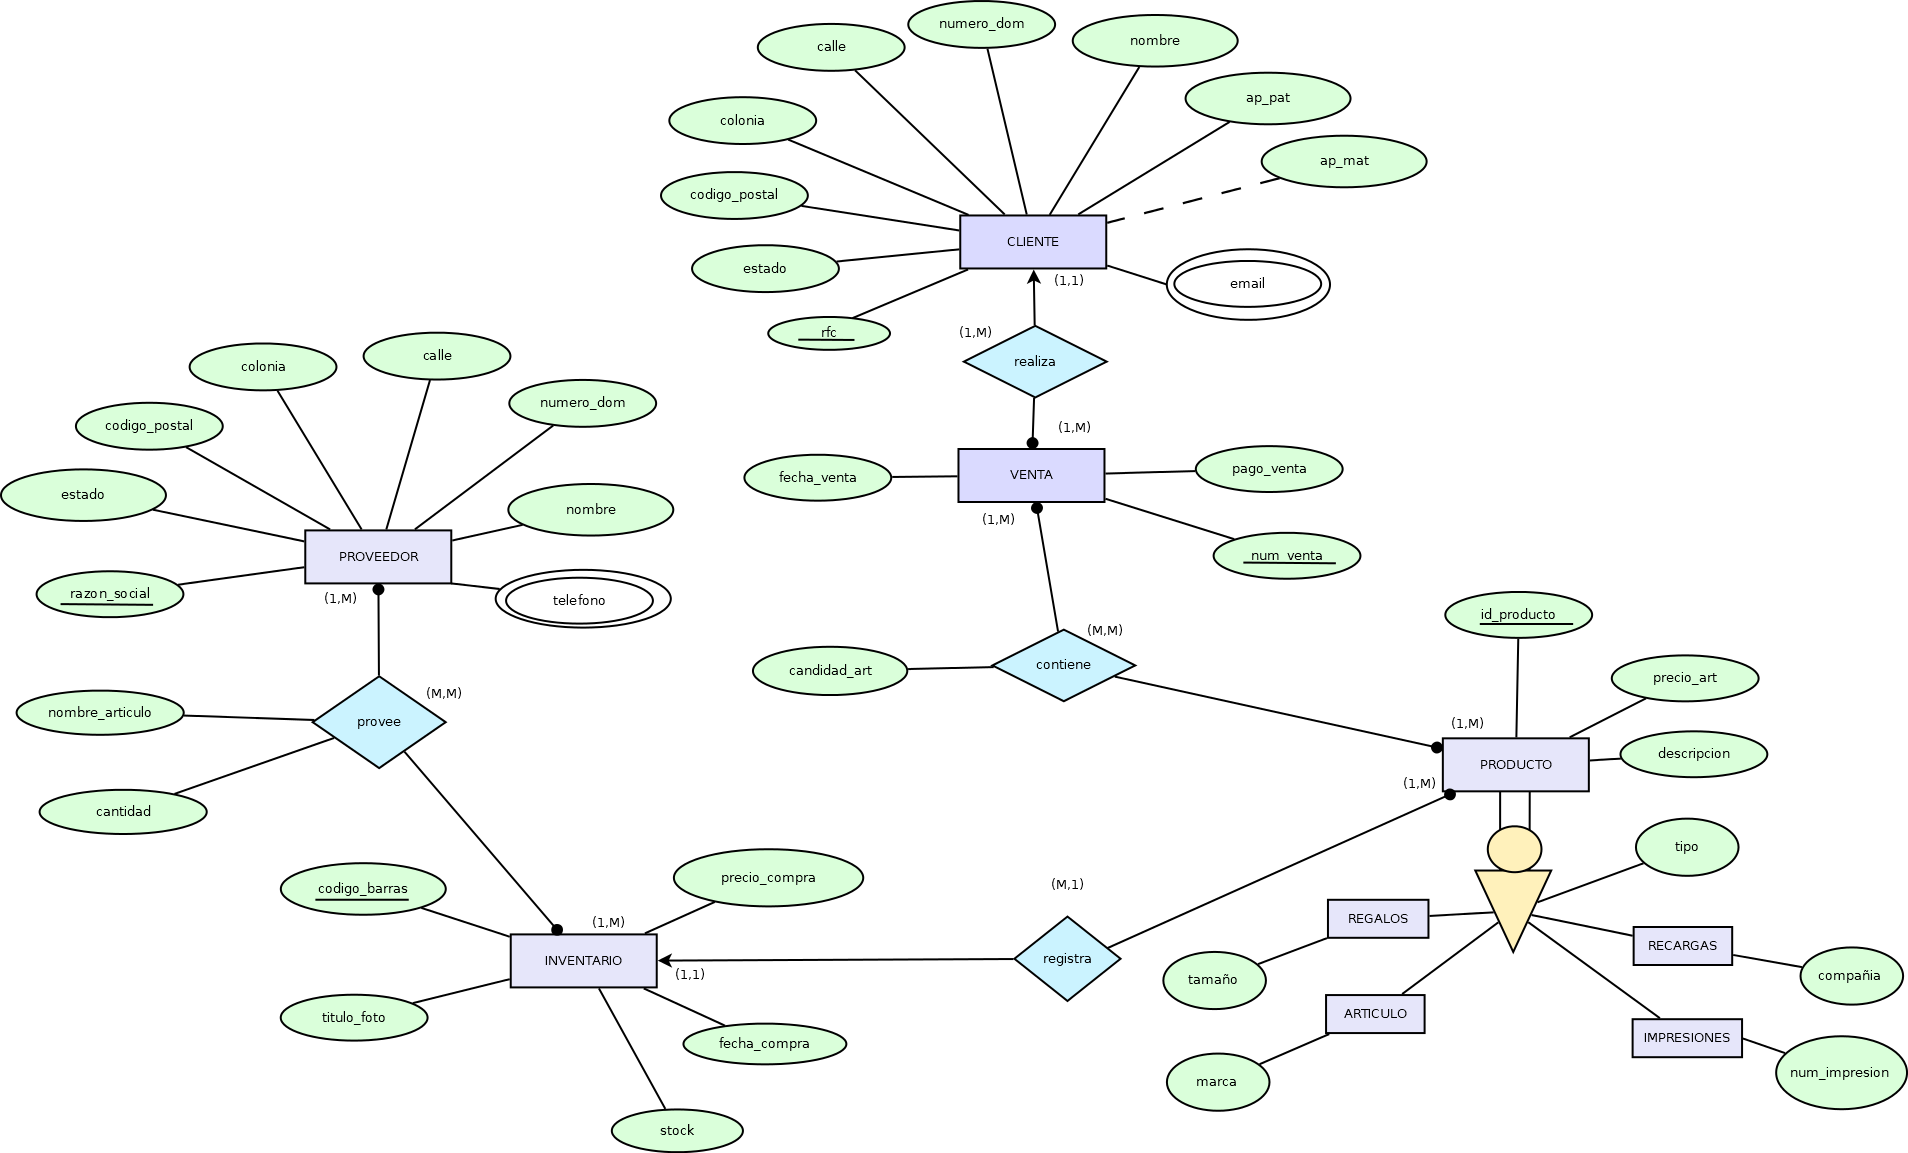 numero_dom
nombre
calle
ap_pat
colonia
ap_mat
codigo_postal
CLIENTE
estado
email
(1,1)
rfc
(1,M)
realiza
calle
colonia
numero_dom
codigo_postal
(1,M)
pago_venta
VENTA
fecha_venta
estado
nombre
(1,M)
num_venta
PROVEEDOR
razon_social
(1,M)
telefono
id_producto
(M,M)
contiene
candidad_art
precio_art
(M,M)
nombre_articulo
provee
(1,M)
descripcion
PRODUCTO
(1,M)
cantidad
tipo
precio_compra
(M,1)
codigo_barras
REGALOS
(1,M)
RECARGAS
registra
INVENTARIO
(1,1)
compañia
tamaño
ARTICULO
titulo_foto
IMPRESIONES
fecha_compra
num_impresion
marca
stock